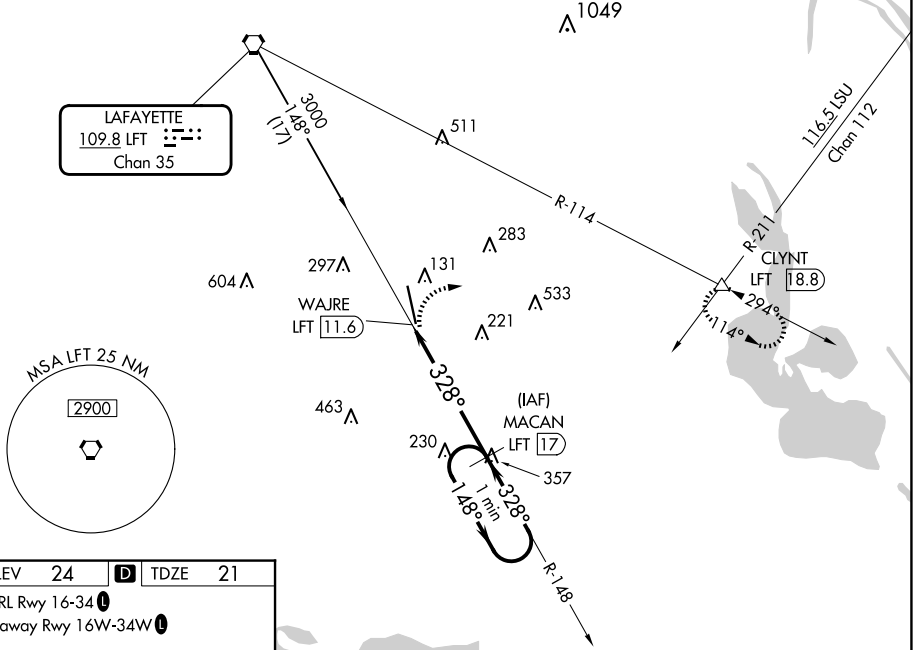 1049
LAFAYETTE
109.8 LFT
Chan 35
3000
148°
(17)
511
116.5 LSU
Chan 112
R-114
R-211
CLYNT
LFT 18.8
294°
114°
283
297
131
604
533
WAJRE
LFT 11.6
221
MSA LFT 25 NM
2900
328°
463
(IAF)
MACAN
LFT 17
230
357
148°
1 min
328°
R-148
EV 24 D TDZE 21
RL Rwy 16-34 L
away Rwy 16W-34W L